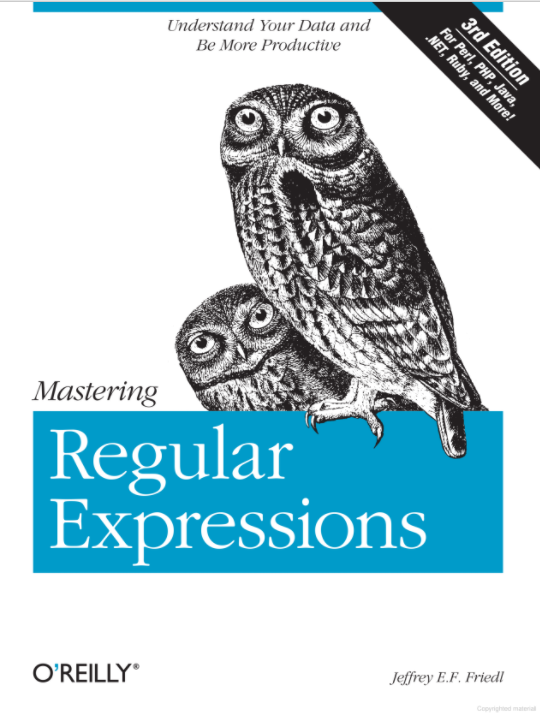 Understand Your Data and
Be More Productive
3rd Edition
For Perl, PHP, Java,
.NET, Ruby, and More!
Mastering
Regular
Expressions
O'REILLY®
Jeffrey E.F. Friedl
Copyrighted material